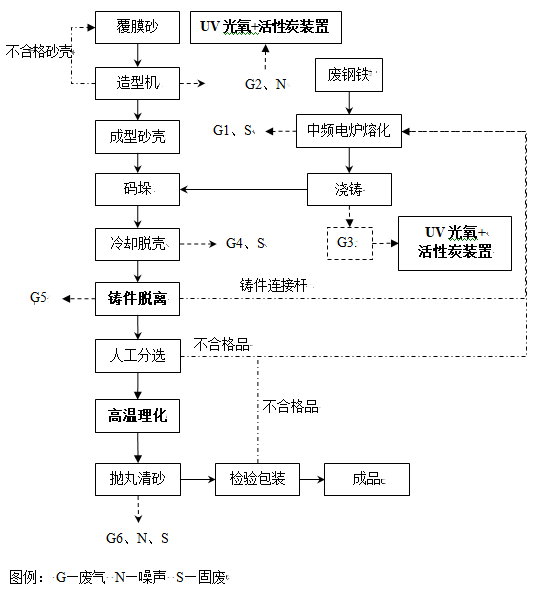 覆膜砂
UV 光氧+活性炭装置
不合格砂壳
造型机
G2、N
废钢铁
成型砂壳
G1、S
中频电炉熔化
码垛
浇铸
冷却脱壳
G4、S
G3
UV 光氧+
活性炭装置
G5
铸件脱离
铸件连接杆
人工分选
不合格品
高温理化
不合格品
抛丸清砂
检验包装
成品
G6、N、S
图例： G—废气 N—噪声 S—固废